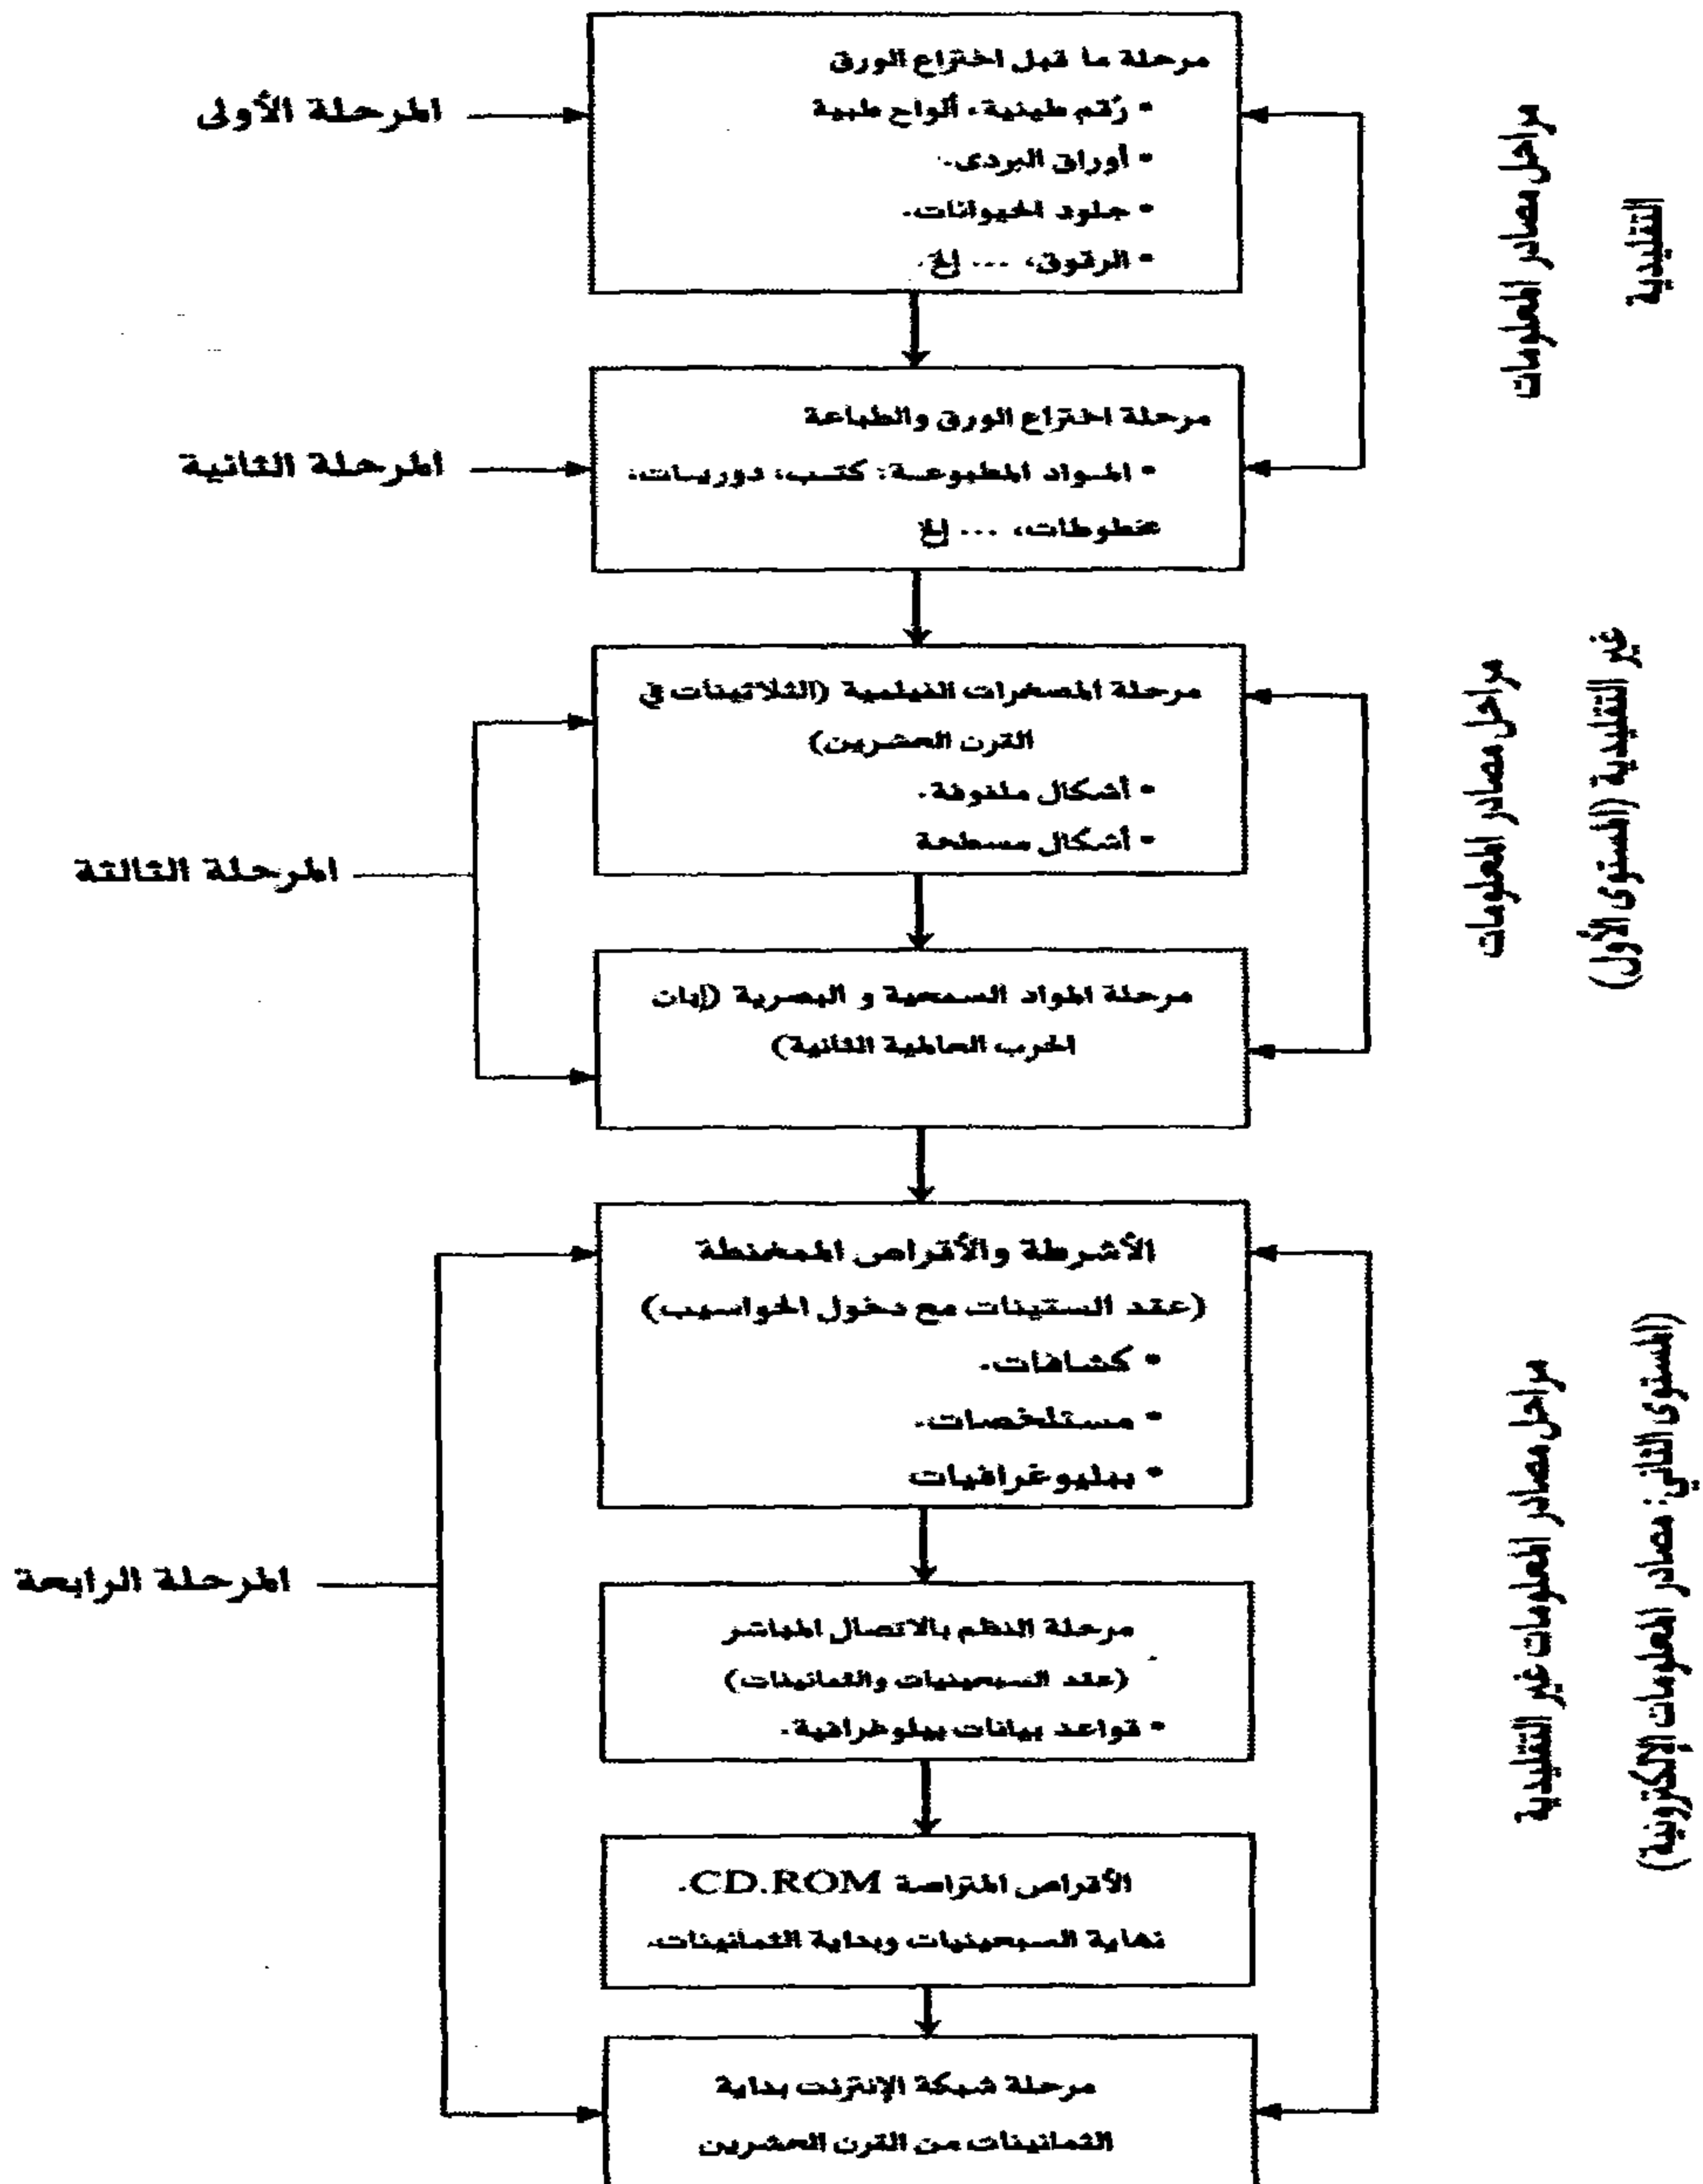 مرحلة ما قبل اختراع الورق
المرحلة الأولى
▪ رُقم طينية، ألواح طبية
▪ أوراق البردى.
▪ جلود الحيوانات.
▪ الرقوق، ... إلخ.
مراحل مصادر المعلومات
التقليدية
مرحلة اختراع الورق والطباعة
المرحلة الثانية
▪ المواد المطبوعة: كتب، دوريات،
مخطوطات، ... إلخ
مرحلة المصغرات الفيلمية (الثلاثينات في
القرن العشرين)
▪ أشكال ملفوفة.
▪ أشكال مسطحة
المرحلة الثالثة
مراحل مصادر المعلومات
غير التقليدية (المستوى الأول)
مرحلة المواد السمعية و البصرية (إبان
الحرب العالمية الثانية)
الأشرطة والأقراص الممغنطة
(عقد الستينات مع دخول الحواسيب)
▪ كشافات.
▪ مستلخصات.
▪ ببليوغرافيات
المرحلة الرابعة
مراحل مصادر المعلومات غير التقليدية
(المستوى الثاني: مصادر المعلومات الإلكترونية)
مرحلة النظم بالاتصال المباشر
(عقد السبعينيات والثمانينات)
▪ قواعد بيانات ببلوغرافية.
الأقراص المتراصة CD.ROM.
نهاية السبعينيات وبداية الثمانينات.
مرحلة شبكة الإنترنت بداية
الثمانينات من القرن العشرين